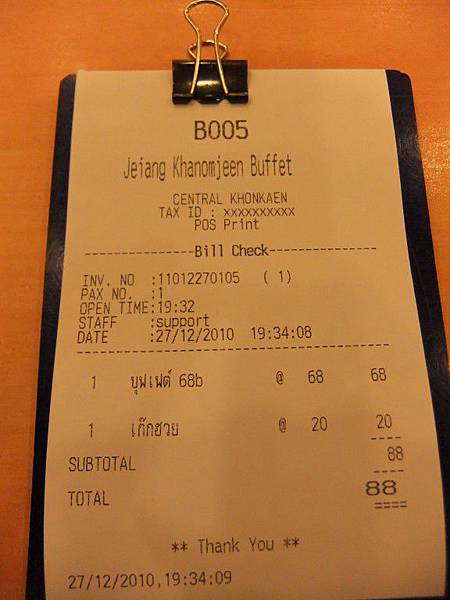 B005
Jeiang Khanomjeen Buffet
CENTRAL KHONKAEN
TAX ID : xxxxxxxxxx
POS Print
---------------Bill Check---------------
INV. NO :11012270105 ( 1)
PAX NO. :1
OPEN TIME:19:32
STAFF :support
DATE :27/12/2010 19:34:08
1 บุฟเฟต์ 68b @ 68 68
1 เก๊กฮวย @ 20 20
SUBTOTAL 88
TOTAL 88
** Thank You **
27/12/2010,19:34:09